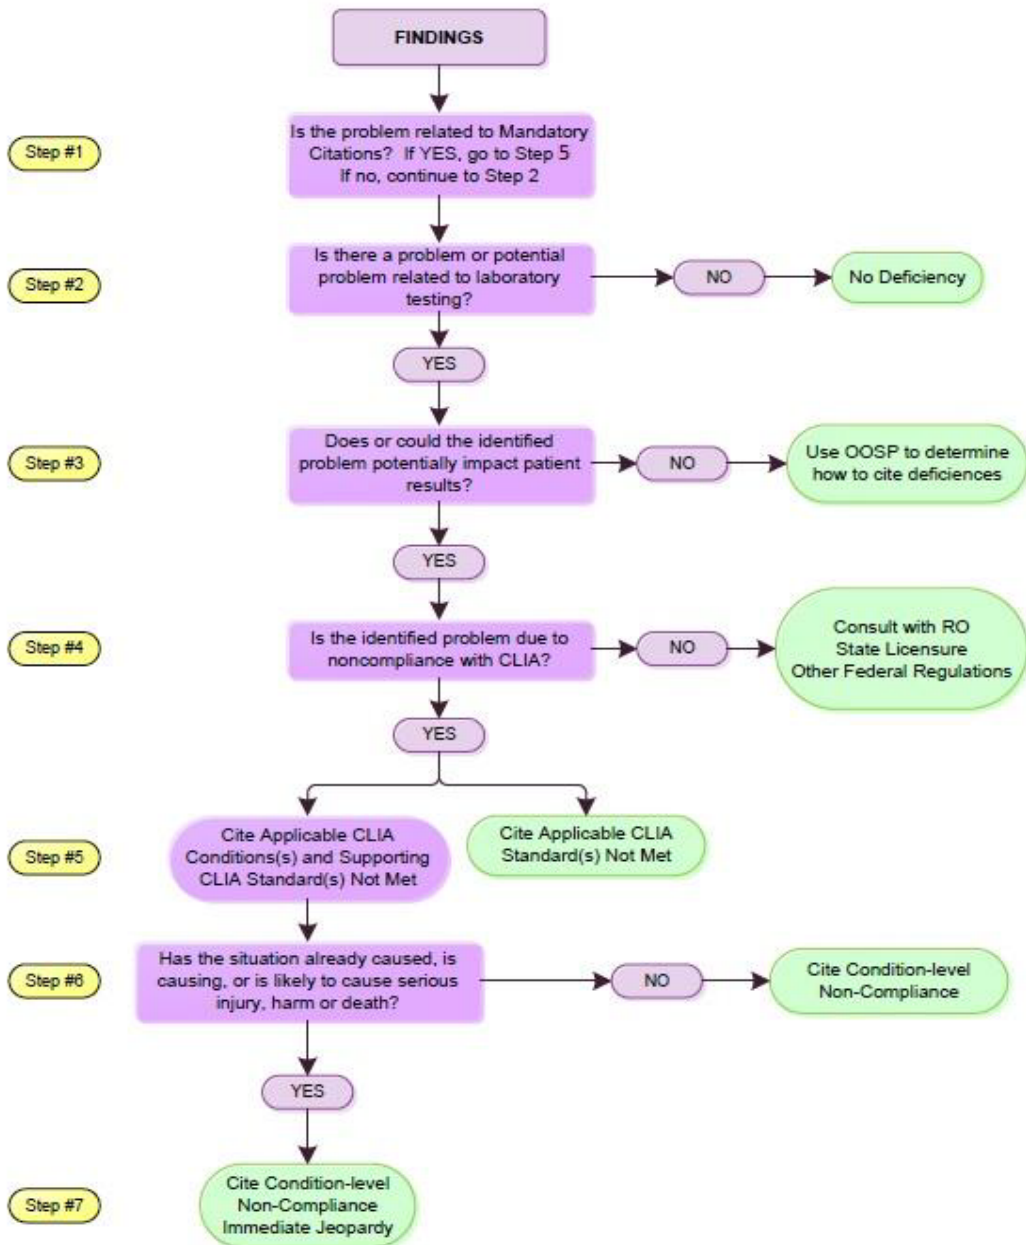 FINDINGS
Step #1
Is the problem related to Mandatory
Citations? If YES, go to Step 5
If no, continue to Step 2
Step #2
Is there a problem or potential
problem related to laboratory
testing?
NO
No Deficiency
YES
Step #3
Does or could the identified
problem potentially impact patient
results?
NO
Use OOSP to determine
how to cite deficiences
YES
Step #4
Is the identified problem due to
noncompliance with CLIA?
NO
Consult with RO
State Licensure
Other Federal Regulations
YES
Step #5
Cite Applicable CLIA
Conditions(s) and Supporting
CLIA Standard(s) Not Met
Cite Applicable CLIA
Standard(s) Not Met
Step #6
Has the situation already caused, is
causing, or is likely to cause serious
injury, harm or death?
NO
Cite Condition-level
Non-Compliance
YES
Step #7
Cite Condition-level
Non-Compliance
Immediate Jeopardy